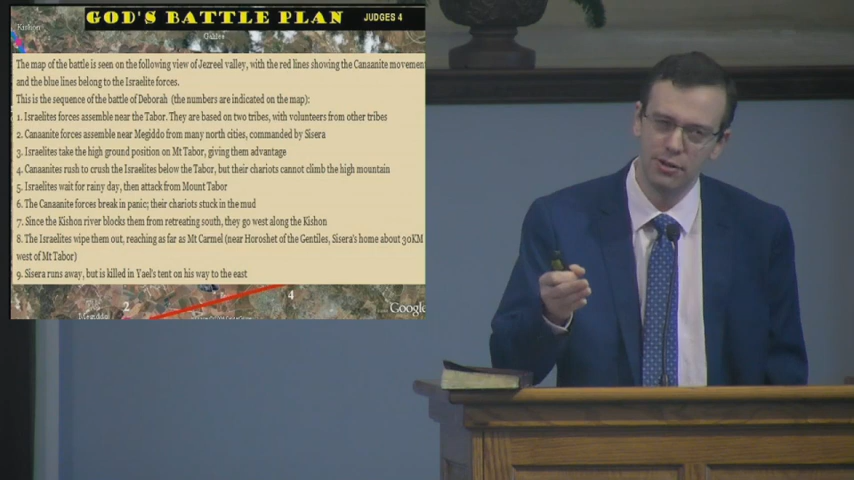 GOD'S BATTLE PLAN JUDGES 4
Kishon
The map of the battle is seen on the following view of Jezreel valley, with the red lines showing the Canaanite movemen
and the blue lines belong to the Israelite forces.
This is the sequence of the battle of Deborah (the numbers are indicated on the map):
1. Israelites forces assemble near the Tabor. They are based on two tribes, with volunteers from other tribes
2. Canaanite forces assemble near Megiddo from many north cities, commanded by Sisera
3. Israelites take the high ground position on Mt Tabor, giving them advantage
4. Canaanites rush to crush the Israelites below the Tabor, but their chariots cannot climb the high mountain
5. Israelites wait for rainy day, then attack from Mount Tabor
6. The Canaanite forces break in panic; their chariots stuck in the mud
7. Since the Kishon river blocks them from retreating south, they go west along the Kishon
8. The Israelites wipe them out, reaching as far as Mt Carmel (near Horoshet of the Gentiles, Sisera's home about 30KM
west of Mt Tabor)
9. Sisera runs away, but is killed in Yael's tent on his way to the east
2 4
Google